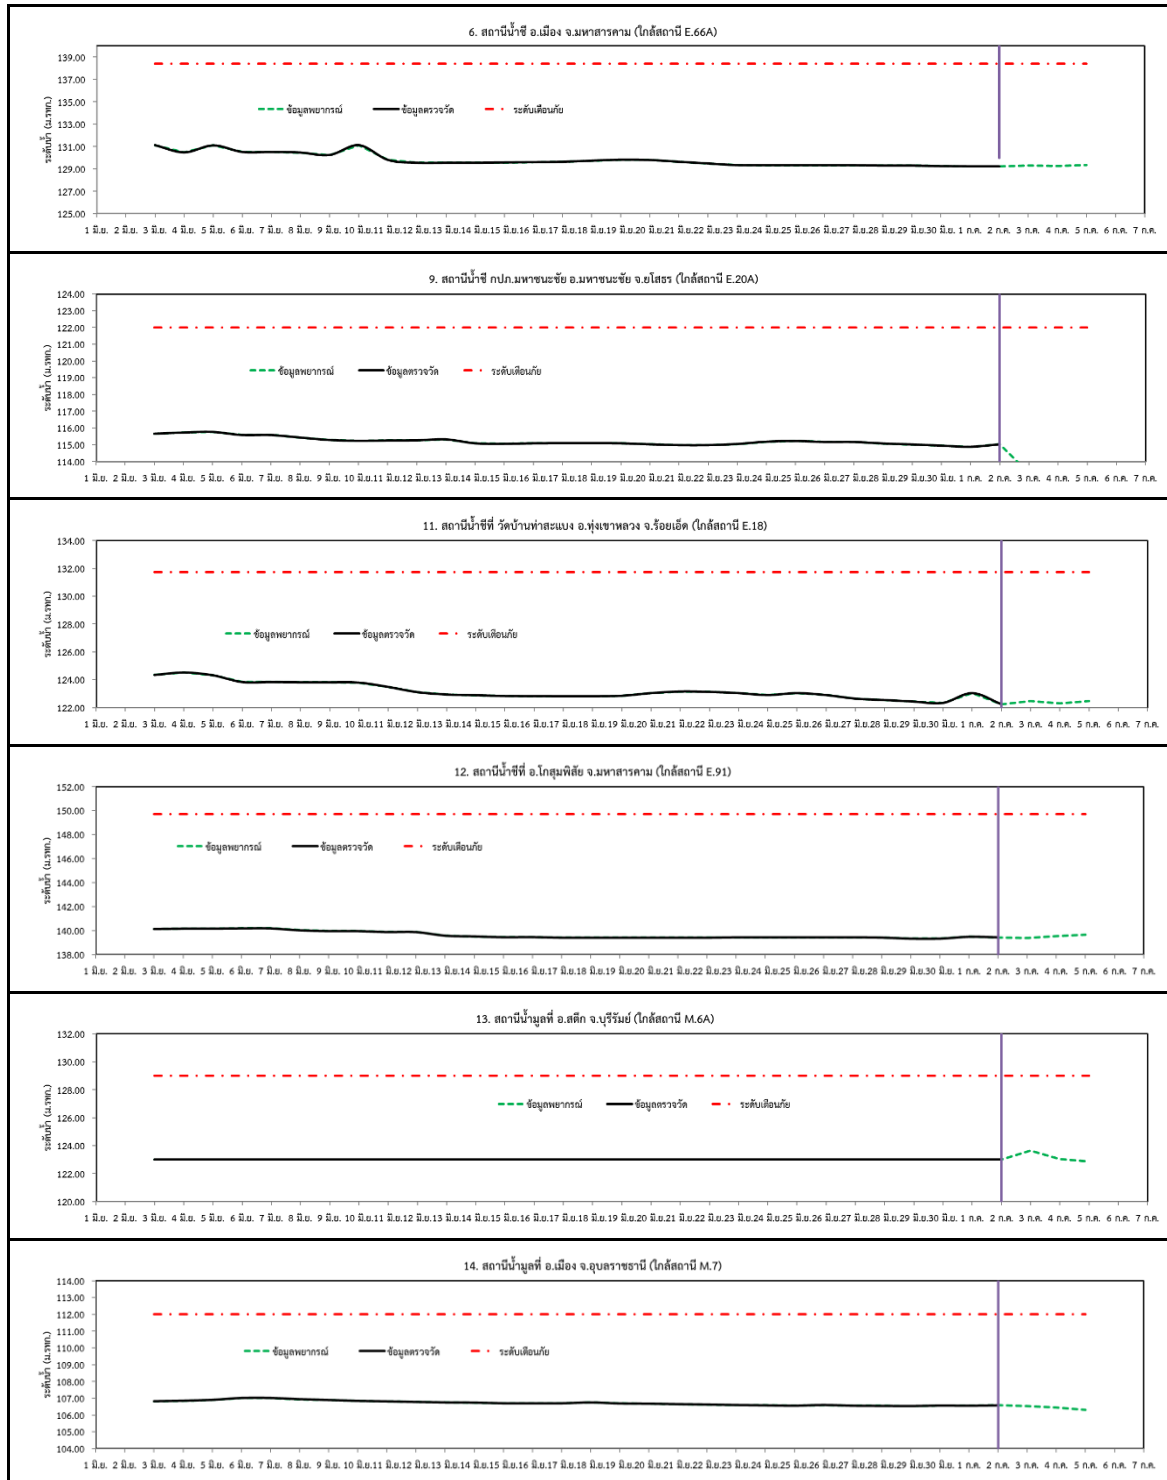 6. สถานีน้ำชี อ.เมือง จ.มหาสารคาม (ใกล้สถานี E.66A)
ระดับน้ำ (ม.รทก.)
139.00
137.00
135.00
133.00
131.00
129.00
127.00
125.00
ข้อมูลพยากรณ์ ข้อมูลตรวจวัด ระดับเตือนภัย
1 มิ.ย. 2 มิ.ย. 3 มิ.ย. 4 มิ.ย. 5 มิ.ย. 6 มิ.ย. 7 มิ.ย. 8 มิ.ย. 9 มิ.ย. 10 มิ.ย.11 มิ.ย.12 มิ.ย.13 มิ.ย.14 มิ.ย.15 มิ.ย.16 มิ.ย.17 มิ.ย.18 มิ.ย.19 มิ.ย.20 มิ.ย.21 มิ.ย.22 มิ.ย.23 มิ.ย.24 มิ.ย.25 มิ.ย.26 มิ.ย.27 มิ.ย.28 มิ.ย.29 มิ.ย.30 มิ.ย. 1 ก.ค. 2 ก.ค. 3 ก.ค. 4 ก.ค. 5 ก.ค. 6 ก.ค. 7 ก.ค.
9. สถานีน้ำชี กปภ.มหาชนะชัย อ.มหาชนะชัย จ.ยโสธร (ใกล้สถานี E.20A)
ระดับน้ำ (ม.รทก.)
124.00
123.00
122.00
121.00
120.00
119.00
118.00
117.00
116.00
115.00
114.00
ข้อมูลพยากรณ์ ข้อมูลตรวจวัด ระดับเตือนภัย
1 มิ.ย. 2 มิ.ย. 3 มิ.ย. 4 มิ.ย. 5 มิ.ย. 6 มิ.ย. 7 มิ.ย. 8 มิ.ย. 9 มิ.ย. 10 มิ.ย.11 มิ.ย.12 มิ.ย.13 มิ.ย.14 มิ.ย.15 มิ.ย.16 มิ.ย.17 มิ.ย.18 มิ.ย.19 มิ.ย.20 มิ.ย.21 มิ.ย.22 มิ.ย.23 มิ.ย.24 มิ.ย.25 มิ.ย.26 มิ.ย.27 มิ.ย.28 มิ.ย.29 มิ.ย.30 มิ.ย. 1 ก.ค. 2 ก.ค. 3 ก.ค. 4 ก.ค. 5 ก.ค. 6 ก.ค. 7 ก.ค.
11. สถานีน้ำชีที่ วัดบ้านท่าสะแบง อ.ทุ่งเขาหลวง จ.ร้อยเอ็ด (ใกล้สถานี E.18)
ระดับน้ำ (ม.รทก.)
134.00
132.00
130.00
128.00
126.00
124.00
122.00
ข้อมูลพยากรณ์ ข้อมูลตรวจวัด ระดับเตือนภัย
1 มิ.ย. 2 มิ.ย. 3 มิ.ย. 4 มิ.ย. 5 มิ.ย. 6 มิ.ย. 7 มิ.ย. 8 มิ.ย. 9 มิ.ย. 10 มิ.ย.11 มิ.ย.12 มิ.ย.13 มิ.ย.14 มิ.ย.15 มิ.ย.16 มิ.ย.17 มิ.ย.18 มิ.ย.19 มิ.ย.20 มิ.ย.21 มิ.ย.22 มิ.ย.23 มิ.ย.24 มิ.ย.25 มิ.ย.26 มิ.ย.27 มิ.ย.28 มิ.ย.29 มิ.ย.30 มิ.ย. 1 ก.ค. 2 ก.ค. 3 ก.ค. 4 ก.ค. 5 ก.ค. 6 ก.ค. 7 ก.ค.
12. สถานีน้ำชีที่ อ.โกสุมพิสัย จ.มหาสารคาม (ใกล้สถานี E.91)
ระดับน้ำ (ม.รทก.)
152.00
150.00
148.00
146.00
144.00
142.00
140.00
138.00
ข้อมูลพยากรณ์ ข้อมูลตรวจวัด ระดับเตือนภัย
1 มิ.ย. 2 มิ.ย. 3 มิ.ย. 4 มิ.ย. 5 มิ.ย. 6 มิ.ย. 7 มิ.ย. 8 มิ.ย. 9 มิ.ย. 10 มิ.ย.11 มิ.ย.12 มิ.ย.13 มิ.ย.14 มิ.ย.15 มิ.ย.16 มิ.ย.17 มิ.ย.18 มิ.ย.19 มิ.ย.20 มิ.ย.21 มิ.ย.22 มิ.ย.23 มิ.ย.24 มิ.ย.25 มิ.ย.26 มิ.ย.27 มิ.ย.28 มิ.ย.29 มิ.ย.30 มิ.ย. 1 ก.ค. 2 ก.ค. 3 ก.ค. 4 ก.ค. 5 ก.ค. 6 ก.ค. 7 ก.ค.
13. สถานีน้ำมูลที่ อ.สตึก จ.บุรีรัมย์ (ใกล้สถานี M.6A)
ระดับน้ำ (ม.รทก.)
132.00
130.00
128.00
126.00
124.00
122.00
120.00
ข้อมูลพยากรณ์ ข้อมูลตรวจวัด ระดับเตือนภัย
1 มิ.ย. 2 มิ.ย. 3 มิ.ย. 4 มิ.ย. 5 มิ.ย. 6 มิ.ย. 7 มิ.ย. 8 มิ.ย. 9 มิ.ย. 10 มิ.ย.11 มิ.ย.12 มิ.ย.13 มิ.ย.14 มิ.ย.15 มิ.ย.16 มิ.ย.17 มิ.ย.18 มิ.ย.19 มิ.ย.20 มิ.ย.21 มิ.ย.22 มิ.ย.23 มิ.ย.24 มิ.ย.25 มิ.ย.26 มิ.ย.27 มิ.ย.28 มิ.ย.29 มิ.ย.30 มิ.ย. 1 ก.ค. 2 ก.ค. 3 ก.ค. 4 ก.ค. 5 ก.ค. 6 ก.ค. 7 ก.ค.
14. สถานีน้ำมูลที่ อ.เมือง จ.อุบลราชธานี (ใกล้สถานี M.7)
ระดับน้ำ (ม.รทก.)
114.00
113.00
112.00
111.00
110.00
109.00
108.00
107.00
106.00
105.00
104.00
ข้อมูลพยากรณ์ ข้อมูลตรวจวัด ระดับเตือนภัย
1 มิ.ย. 2 มิ.ย. 3 มิ.ย. 4 มิ.ย. 5 มิ.ย. 6 มิ.ย. 7 มิ.ย. 8 มิ.ย. 9 มิ.ย. 10 มิ.ย.11 มิ.ย.12 มิ.ย.13 มิ.ย.14 มิ.ย.15 มิ.ย.16 มิ.ย.17 มิ.ย.18 มิ.ย.19 มิ.ย.20 มิ.ย.21 มิ.ย.22 มิ.ย.23 มิ.ย.24 มิ.ย.25 มิ.ย.26 มิ.ย.27 มิ.ย.28 มิ.ย.29 มิ.ย.30 มิ.ย. 1 ก.ค. 2 ก.ค. 3 ก.ค. 4 ก.ค. 5 ก.ค. 6 ก.ค. 7 ก.ค.